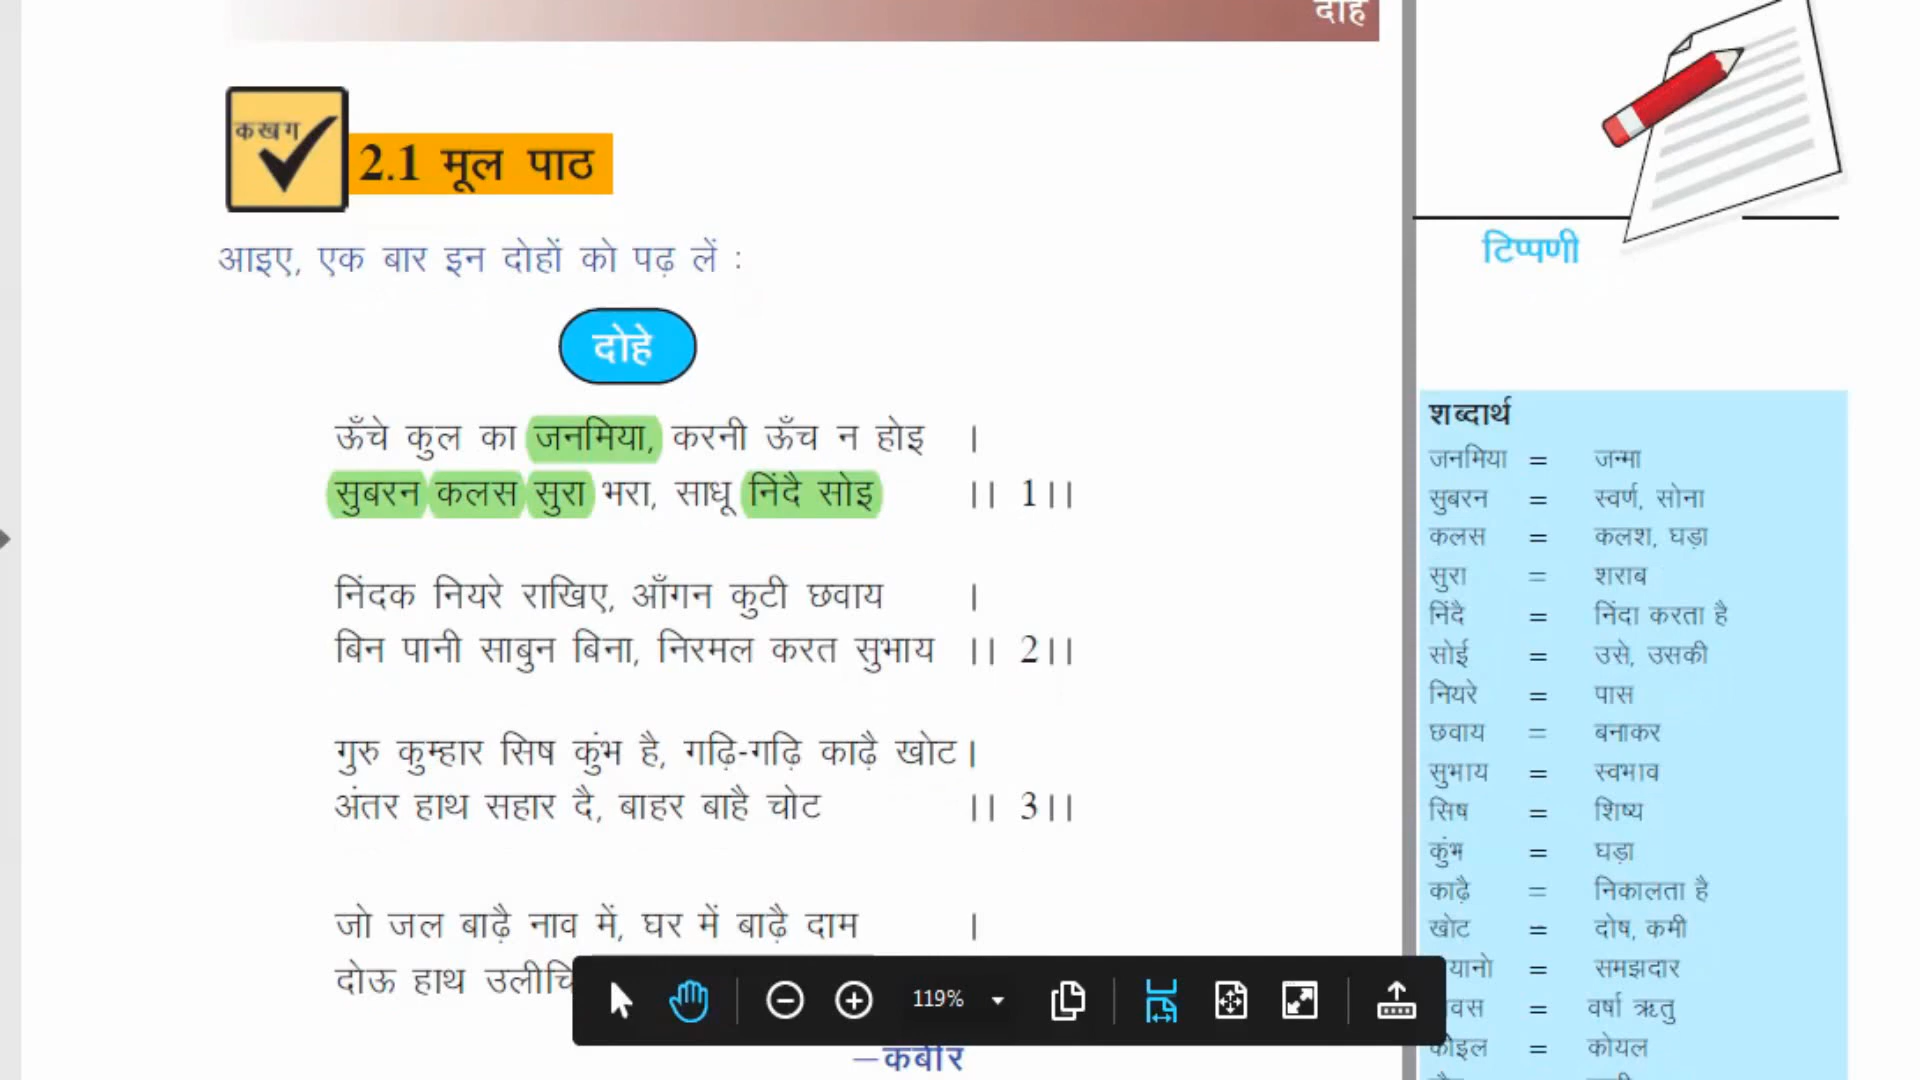 दोहे
क ख ग
2.1 मूल पाठ
आइए, एक बार इन दोहों को पढ़ लें :
दोहे
ऊँचे कुल का जनमिया, करनी ऊँच न होइ ।
सुबरन कलस सुरा भरा, साधू निंदै सोइ ।। 1।।
निंदक नियरे राखिए, आँगन कुटी छवाय ।
बिन पानी साबुन बिना, निरमल करत सुभाय ।। 2।।
गुरु कुम्हार सिष कुंभ है, गढ़ि-गढ़ि काढ़ै खोट।
अंतर हाथ सहार दै, बाहर बाहै चोट ।। 3।।
जो जल बाढ़ै नाव में, घर में बाढ़ै दाम ।
दोऊ हाथ
–कबीर
119%
टिप्पणी
शब्दार्थ
जनमिया = जन्मा
सुबरन = स्वर्ण, सोना
कलस = कलश, घड़ा
सुरा = शराब
निंदै = निंदा करता है
सोई = उसे, उसकी
नियरे = पास
छवाय = बनाकर
सुभाय = स्वभाव
सिष = शिष्य
कुंभ = घड़ा
काढ़ै = निकालता है
खोट = दोष, कमी
= समझदार
= वर्षा ऋतु
कोइल = कोयल